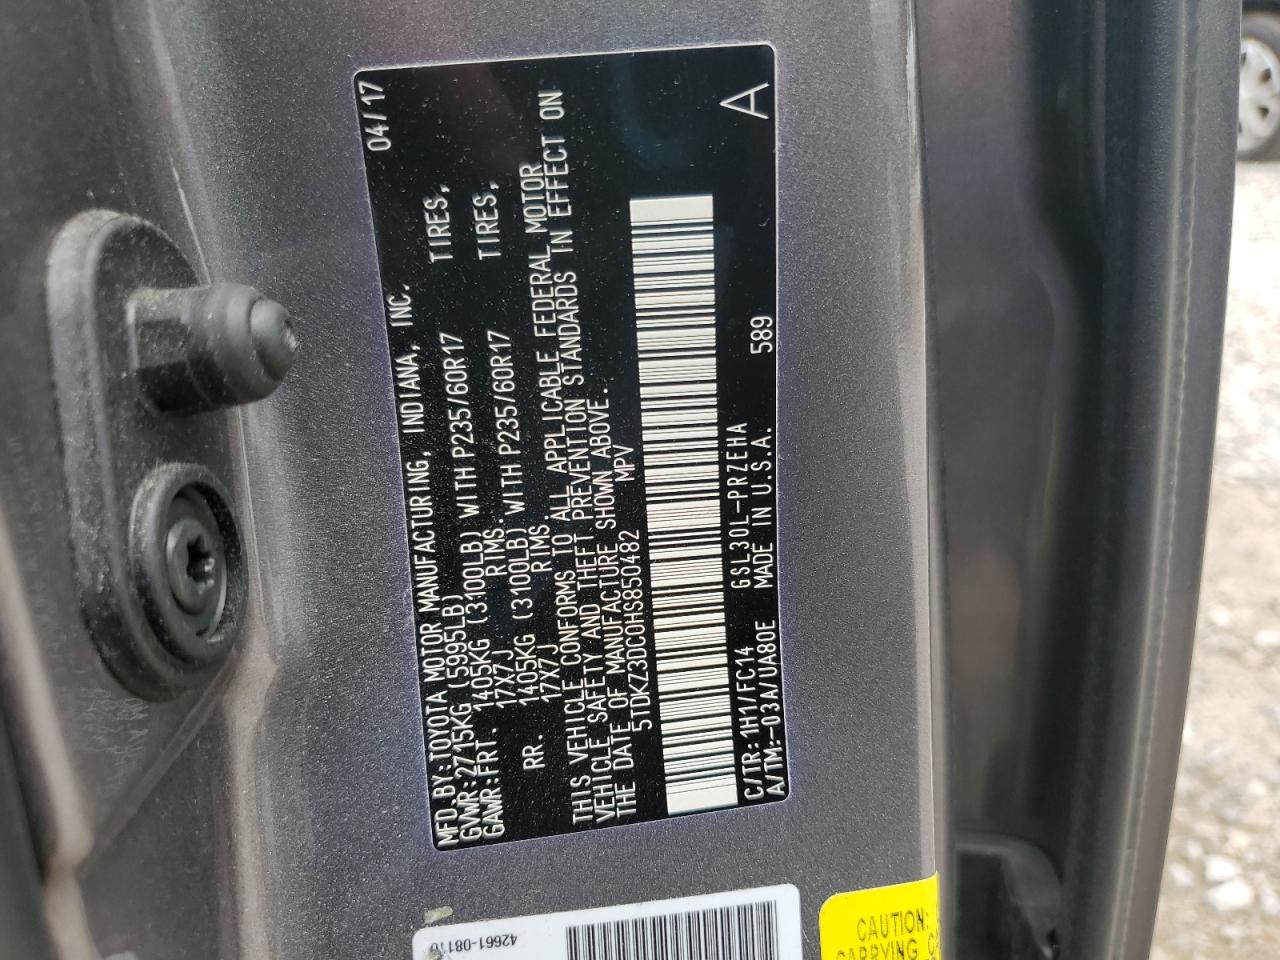 MFD.BY:TOYOTA MOTOR MANUFACTURING, INDIANA, INC. 04/17
GVWR:2715KG (5995LB)
GAWR:FRT. 1405KG (3100LB) WITH P235/60R17 TIRES,
17X7J RIMS.
RR. 1405KG (3100LB) WITH P235/60R17 TIRES,
17X7J RIMS.
THIS VEHICLE CONFORMS TO ALL APPLICABLE FEDERAL MOTOR
VEHICLE SAFETY AND THEFT PREVENTION STANDARDS IN EFFECT ON
THE DATE OF MANUFACTURE SHOWN ABOVE.
5TDKZ3DC0HS850482 MPV
C/TR:1H1/FC14 GSL30L-PRZEHA 589 A
A/TM:-03A/UA80E MADE IN U.S.A.
42661-08110
CAUTION:
CARRYING